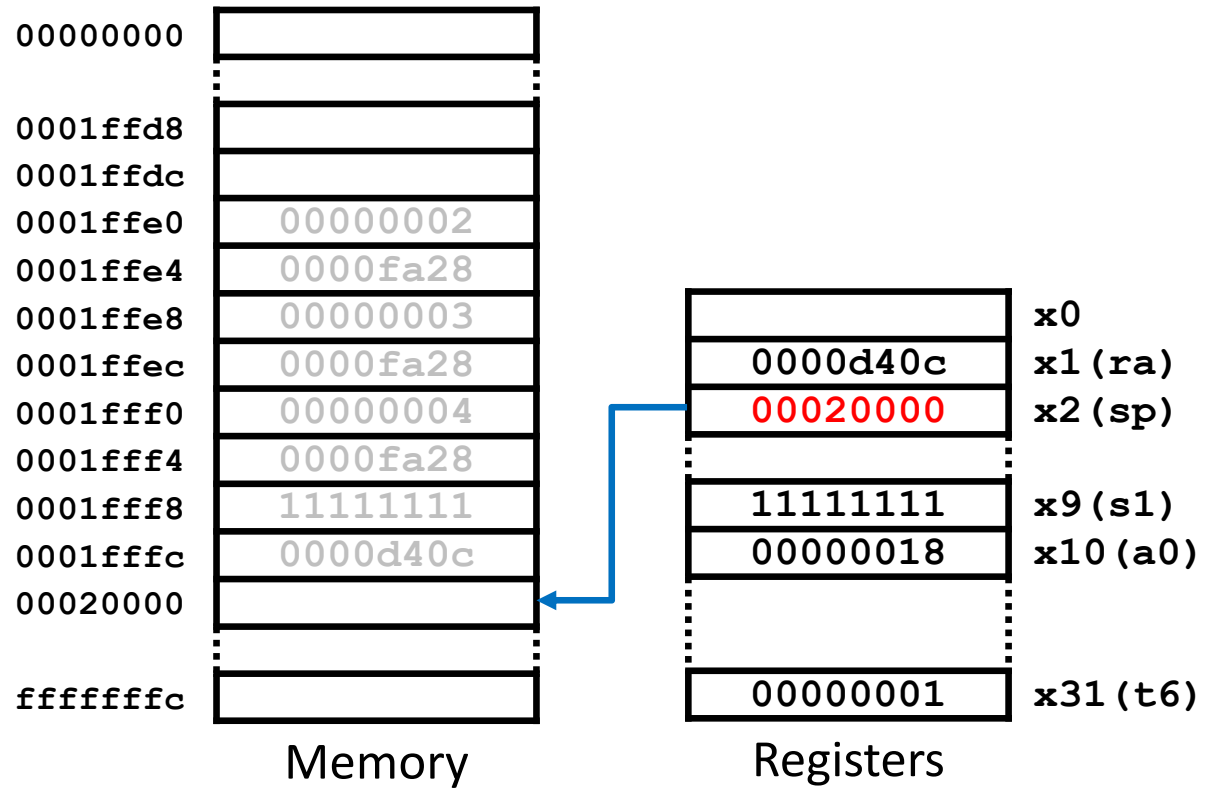 00000000
0001ffd8
0001ffdc
0001ffe0 00000002
0001ffe4 0000fa28
0001ffe8 00000003
0001ffec 0000fa28
0001fff0 00000004
0001fff4 0000fa28
0001fff8 11111111
0001fffc 0000d40c
00020000
fffffffc
Memory
x0
0000d40c x1(ra)
00020000 x2(sp)
11111111 x9(s1)
00000018 x10(a0)
00000001 x31(t6)
Registers